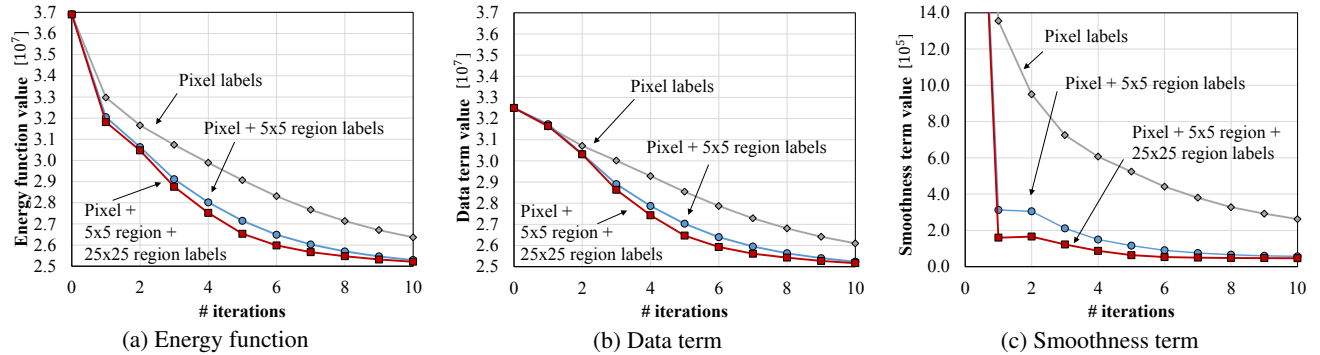 3.7
3.6
3.5
3.4
3.3
3.2
3.1
3.0
2.9
2.8
2.7
2.6
2.5
Energy function value [10⁷]
0 2 4 6 8 10
# iterations
Pixel labels
Pixel + 5x5 region labels
Pixel +
5x5 region +
25x25 region labels
(a) Energy function
3.7
3.6
3.5
3.4
3.3
3.2
3.1
3.0
2.9
2.8
2.7
2.6
2.5
Data term value [10⁷]
0 2 4 6 8 10
# iterations
Pixel labels
Pixel + 5x5 region labels
Pixel +
5x5 region +
25x25 region labels
(b) Data term
14.0
12.0
10.0
8.0
6.0
4.0
2.0
0.0
Smoothness term value [10⁵]
0 2 4 6 8 10
# iterations
Pixel labels
Pixel + 5x5 region labels
Pixel + 5x5 region +
25x25 region labels
(c) Smoothness term